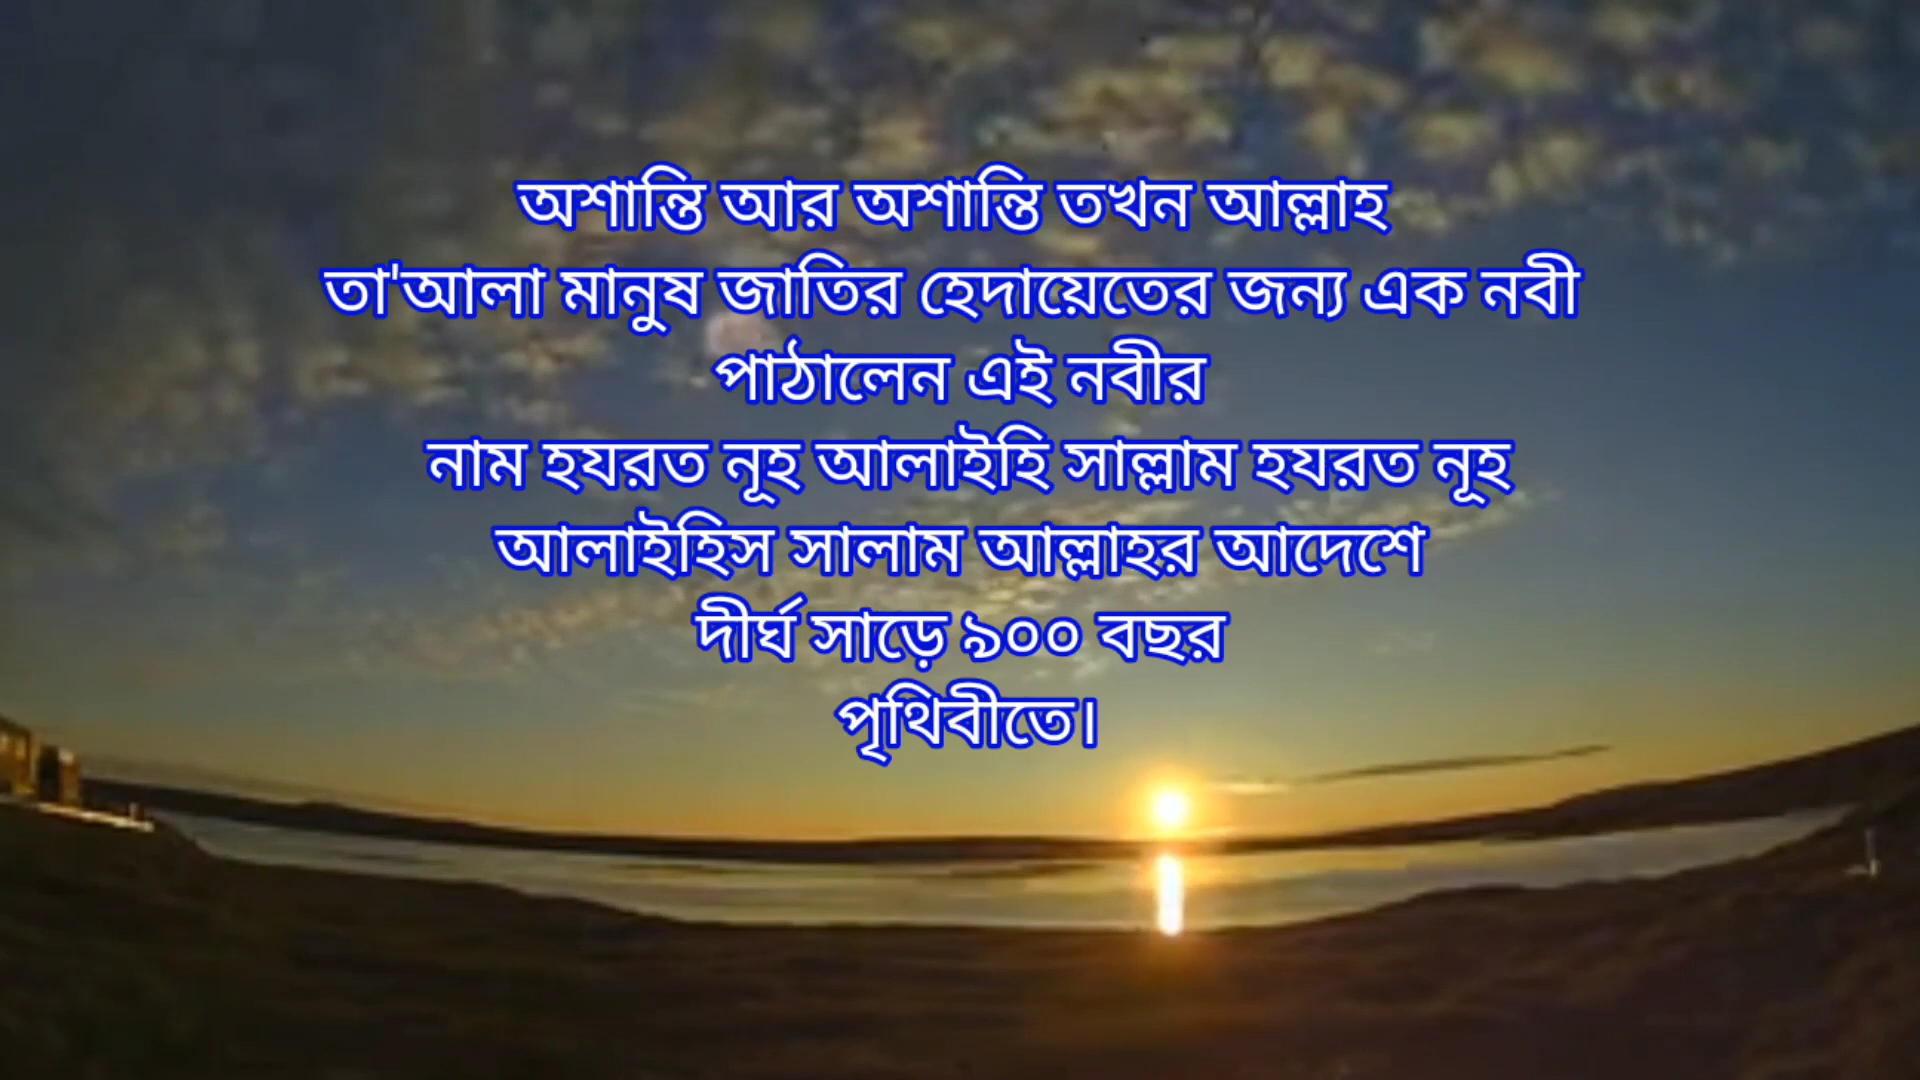 অশান্তি আর অশান্তি তখন আল্লাহ
তা'আলা মানুষ জাতির হেদায়েতের জন্য এক নবী
পাঠালেন এই নবীর
নাম হযরত নূহ আলাইহি সাল্লাম হযরত নূহ
আলাইহিস সালাম আল্লাহর আদেশে
দীর্ঘ সাড়ে ৯০০ বছর
পৃথিবীতে।